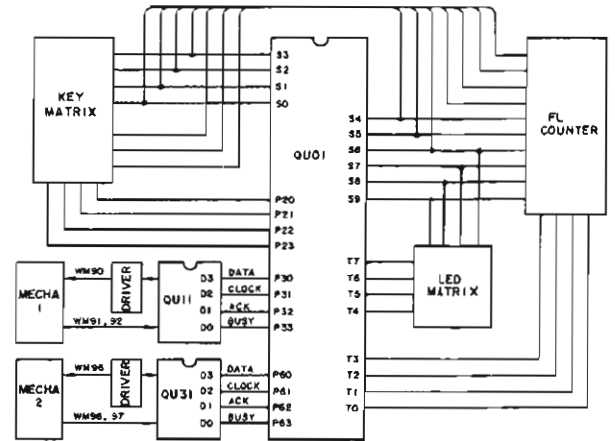 KEY
MATRIX
S3
S2
S1
S0
P20
P21
P22
P23
QU01
S4
S5
S6
S7
S8
S9
FL
COUNTER
T7
T6
T5
T4
LED
MATRIX
T3
T2
T1
T0
MECHA
1
WM90
WM91, 92
DRIVER
QU11
D3
D2
D1
D0
DATA
CLOCK
ACK
BUSY
P30
P31
P32
P33
MECHA
2
WM96, 97
DRIVER
QU31
D3
D2
D1
D0
DATA
CLOCK
ACK
BUSY
P60
P61
P62
P63